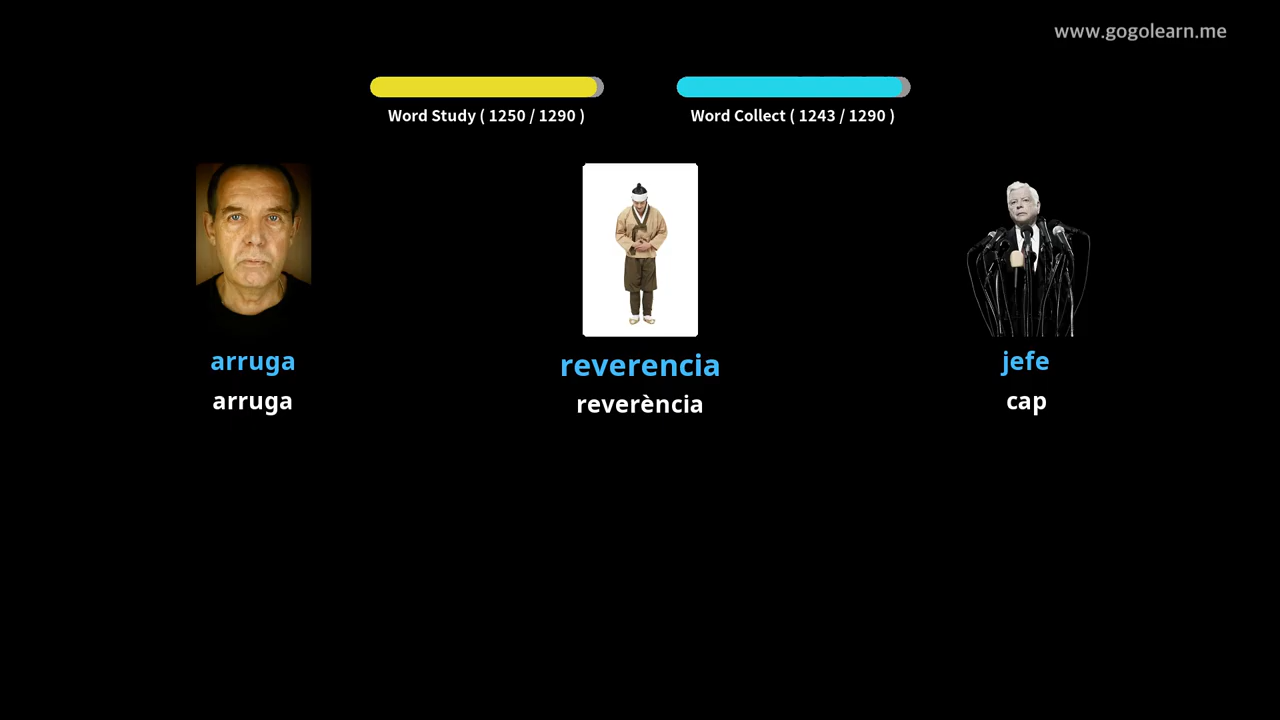 www.gogolearn.me
Word Study ( 1250 / 1290 )
Word Collect ( 1243 / 1290 )
arruga
arruga
reverencia
reverència
jefe
cap